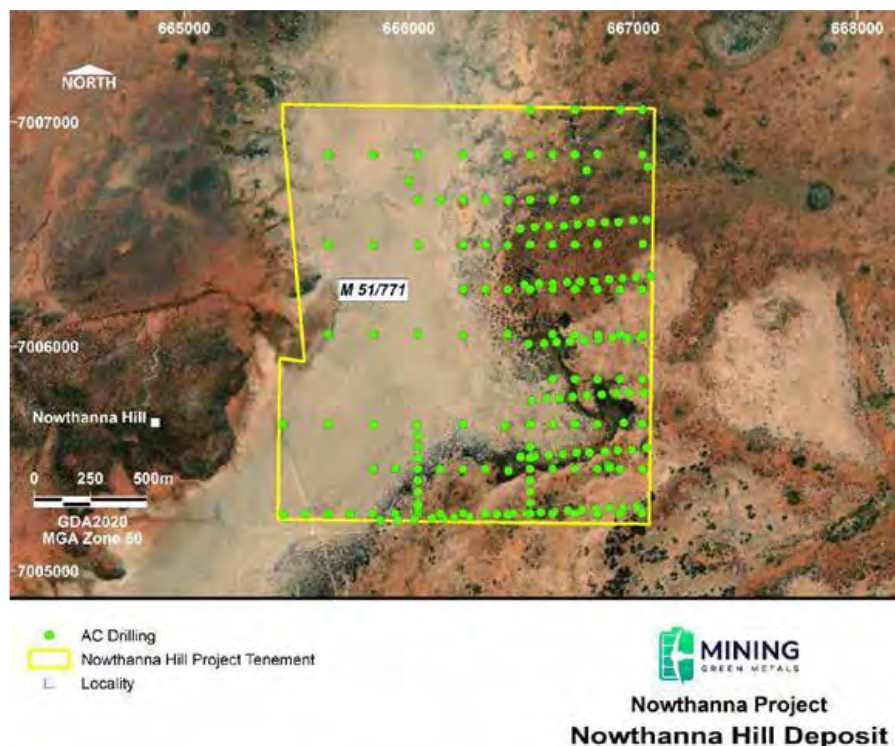 665000 666000 667000 668000
NORTH
7007000
M 51/771
7006000
Nowthanna Hill
0 250 500m
GDA2020
MGA Zone 50
7005000
AC Drilling
Nowthanna Hill Project Tenement
Locality
MINING
GREEN METALS
Nowthanna Project
Nowthanna Hill Deposit